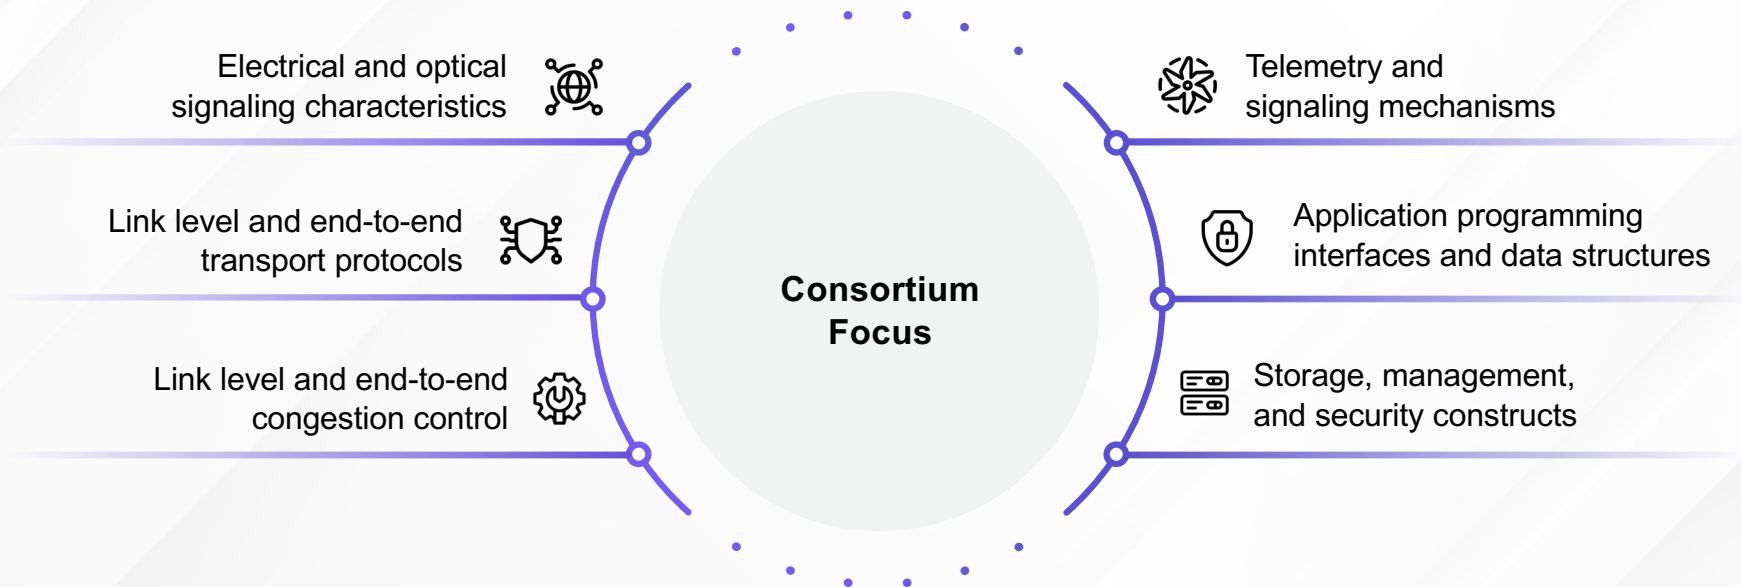 Electrical and optical
signaling characteristics
Link level and end-to-end
transport protocols
Link level and end-to-end
congestion control
Consortium
Focus
Telemetry and
signaling mechanisms
Application programming
interfaces and data structures
Storage, management,
and security constructs